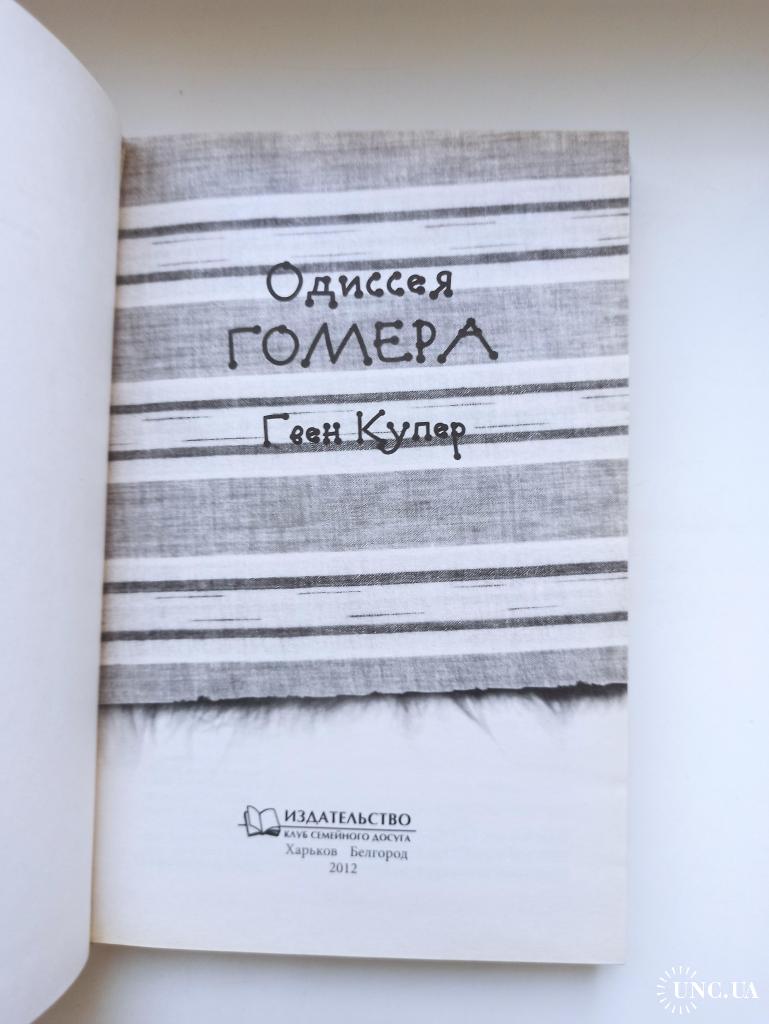 Одиссея
ГОМЕРА
Гвен Купер
ИЗДАТЕЛЬСТВО
КЛУБ СЕМЕЙНОГО ДОСУГА
Харьков Белгород
2012
UNC.UA